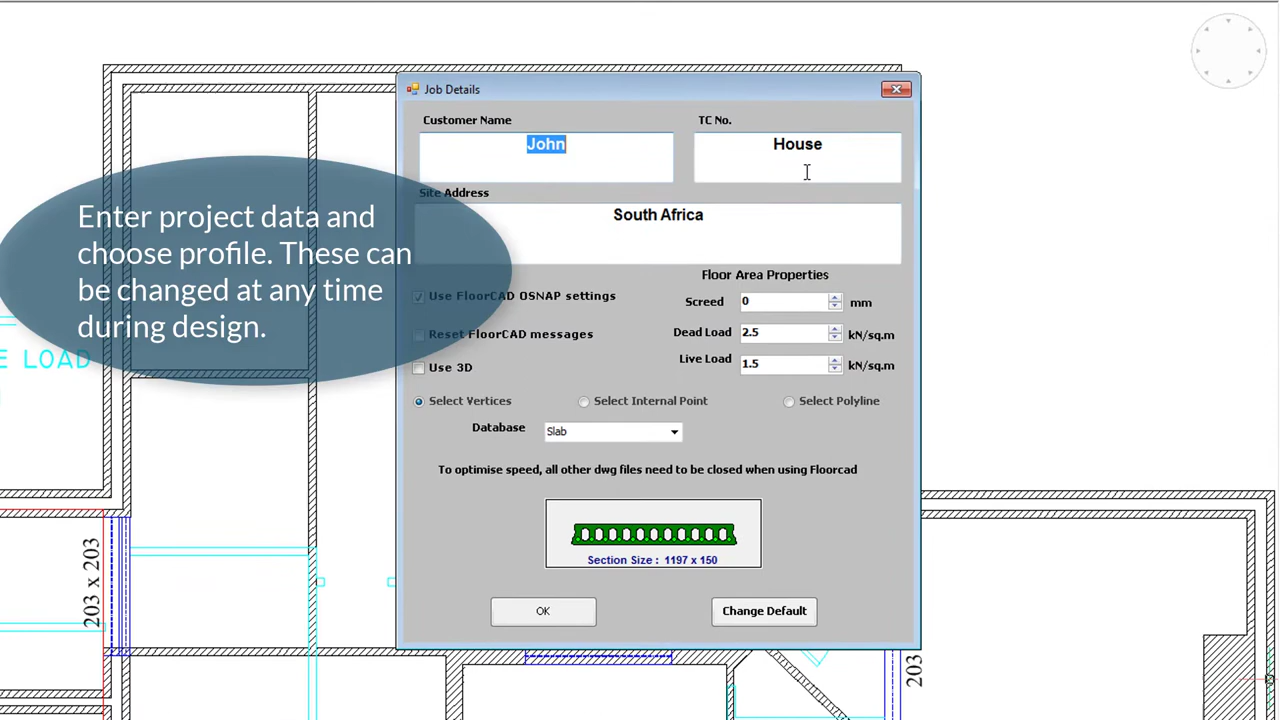 Job Details
Customer Name
TC No.
John
House
Site Address
South Africa
Enter project data and
choose profile. These can
be changed at any time
during design.
Floor Area Properties
Use FloorCAD OSNAP settings
Screed 0 mm
Reset FloorCAD messages
Dead Load 2.5 kN/sq.m
Use 3D
Live Load 1.5 kN/sq.m
Select Vertices
Select Internal Point
Select Polyline
Database Slab
To optimise speed, all other dwg files need to be closed when using Floorcad
Section Size : 1197 x 150
OK
Change Default
E LOAD
203 x 203
203